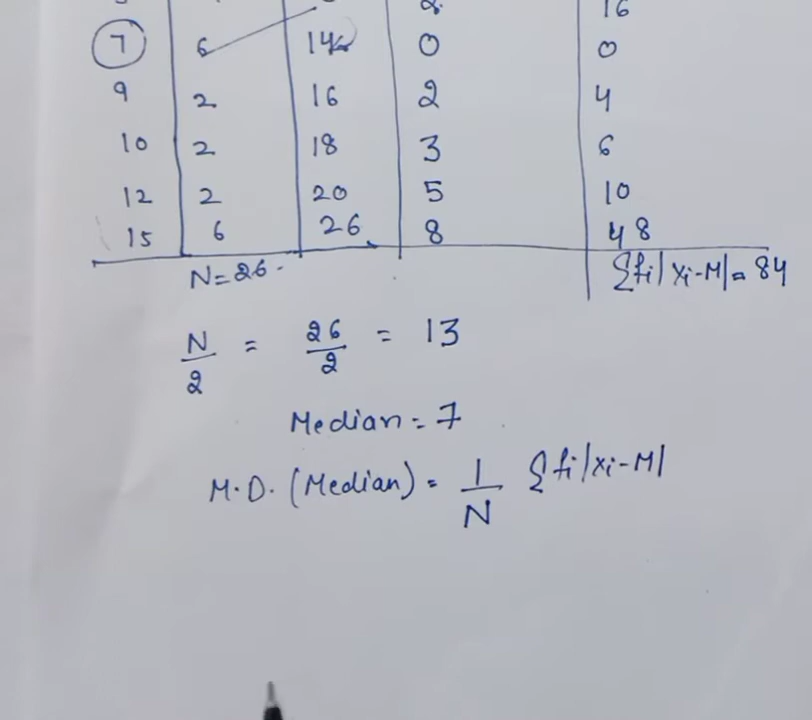 2 16
7 6 14 0 0
9 2 16 2 4
10 2 18 3 6
12 2 20 5 10
15 6 26 8 48
N=26. Σfi|xi-M|=84
N/2 = 26/2 = 13
Median=7
M.D. (Median) = 1/N Σfi|xi-M|